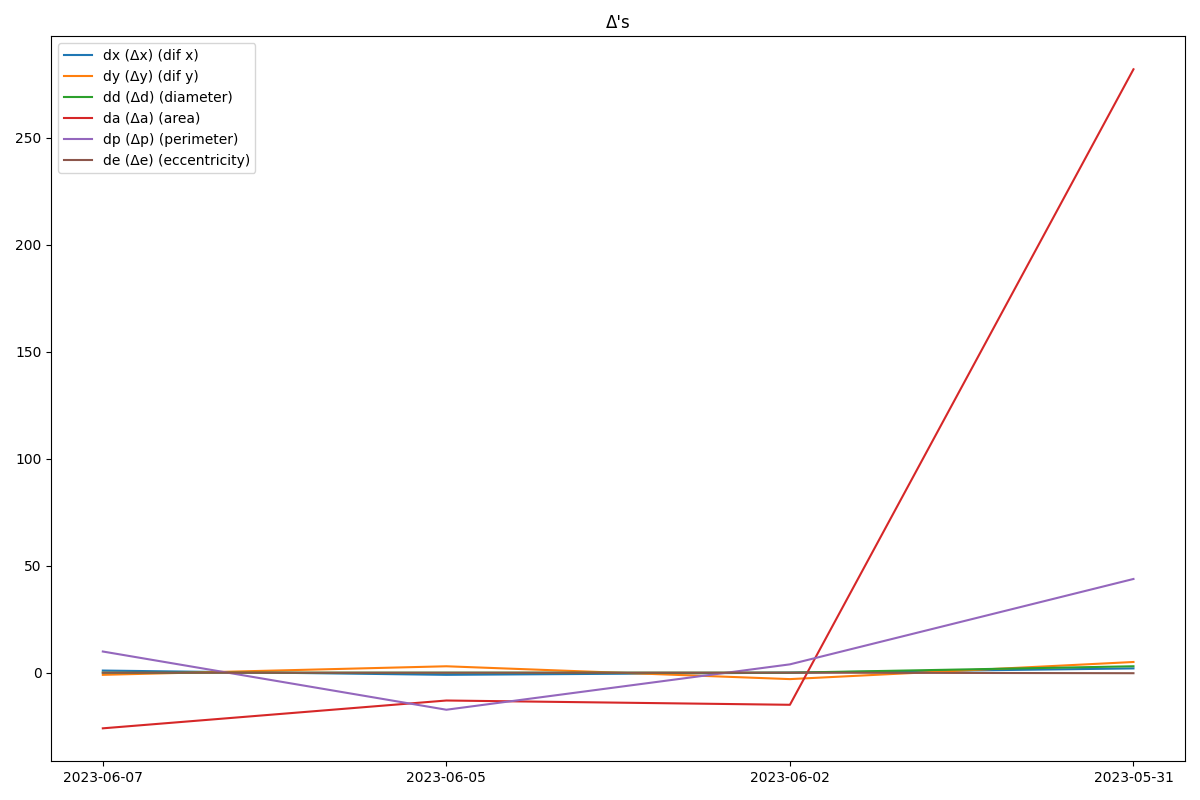 Δ's
dx (Δx) (dif x)
dy (Δy) (dif y)
dd (Δd) (diameter)
da (Δa) (area)
dp (Δp) (perimeter)
de (Δe) (eccentricity)
250
200
150
100
50
0
2023-06-07 2023-06-05 2023-06-02 2023-05-31